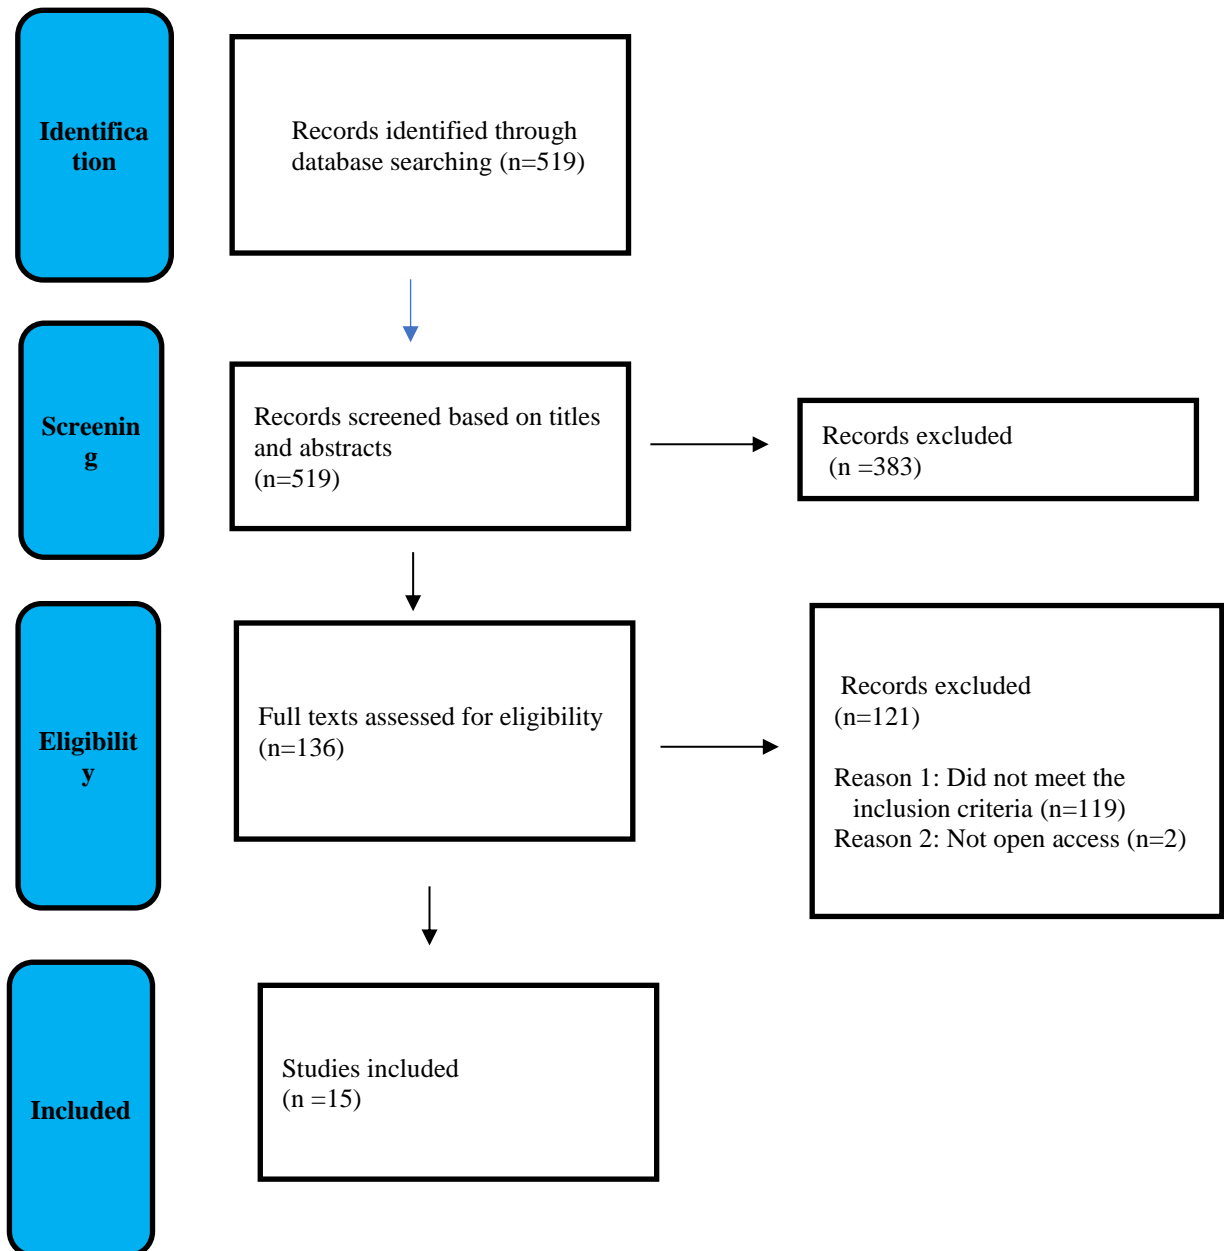 Identifica
tion
Records identified through
database searching (n=519)
Screenin
g
Records screened based on titles
and abstracts
(n=519)
Records excluded
(n =383)
Eligibilit
y
Full texts assessed for eligibility
(n=136)
Records excluded
(n=121)
Reason 1: Did not meet the
inclusion criteria (n=119)
Reason 2: Not open access (n=2)
Included
Studies included
(n =15)